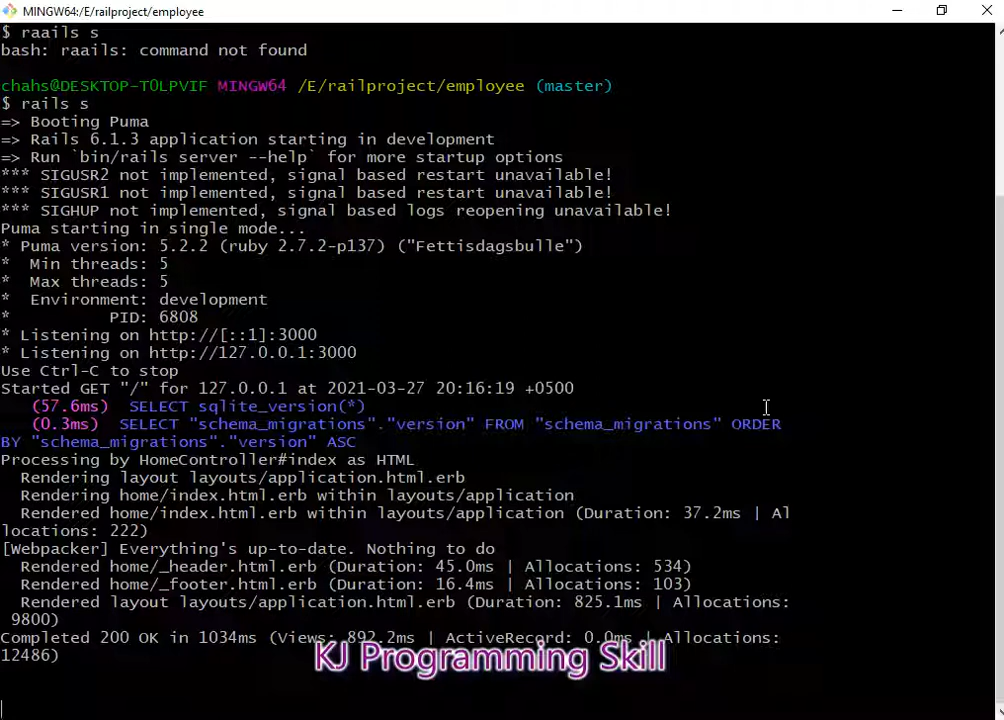 MINGW64:/E/railproject/employee
$ raails s
bash: raails: command not found
chahs@DESKTOP-T0LPVIF MINGW64 /E/railproject/employee (master)
$ rails s
=> Booting Puma
=> Rails 6.1.3 application starting in development
=> Run `bin/rails server --help` for more startup options
*** SIGUSR2 not implemented, signal based restart unavailable!
*** SIGUSR1 not implemented, signal based restart unavailable!
*** SIGHUP not implemented, signal based logs reopening unavailable!
Puma starting in single mode...
* Puma version: 5.2.2 (ruby 2.7.2-p137) ("Fettisdagsbulle")
*  Min threads: 5
*  Max threads: 5
*  Environment: development
*          PID: 6808
* Listening on http://[::1]:3000
* Listening on http://127.0.0.1:3000
Use Ctrl-C to stop
Started GET "/" for 127.0.0.1 at 2021-03-27 20:16:19 +0500
   (57.6ms)  SELECT sqlite_version(*)
   (0.3ms)  SELECT "schema_migrations"."version" FROM "schema_migrations" ORDER
BY "schema_migrations"."version" ASC
Processing by HomeController#index as HTML
  Rendering layout layouts/application.html.erb
  Rendering home/index.html.erb within layouts/application
  Rendered home/index.html.erb within layouts/application (Duration: 37.2ms | Al
locations: 222)
[Webpacker] Everything's up-to-date. Nothing to do
  Rendered home/_header.html.erb (Duration: 45.0ms | Allocations: 534)
  Rendered home/_footer.html.erb (Duration: 16.4ms | Allocations: 103)
  Rendered layout layouts/application.html.erb (Duration: 825.1ms | Allocations:
 9800)
Completed 200 OK in 1034ms (Views: 892.2ms | ActiveRecord: 0.0ms | Allocations:
12486)
KJ Programming Skill